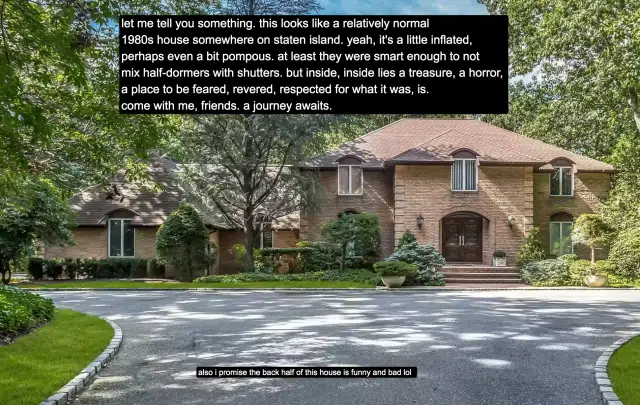 let me tell you something. this looks like a relatively normal
1980s house somewhere on staten island. yeah, it's a little inflated,
perhaps even a bit pompous. at least they were smart enough to not
mix half-dormers with shutters. but inside, inside lies a treasure, a horror,
a place to be feared, revered, respected for what it was, is.
come with me, friends. a journey awaits.
also i promise the back half of this house is funny and bad lol